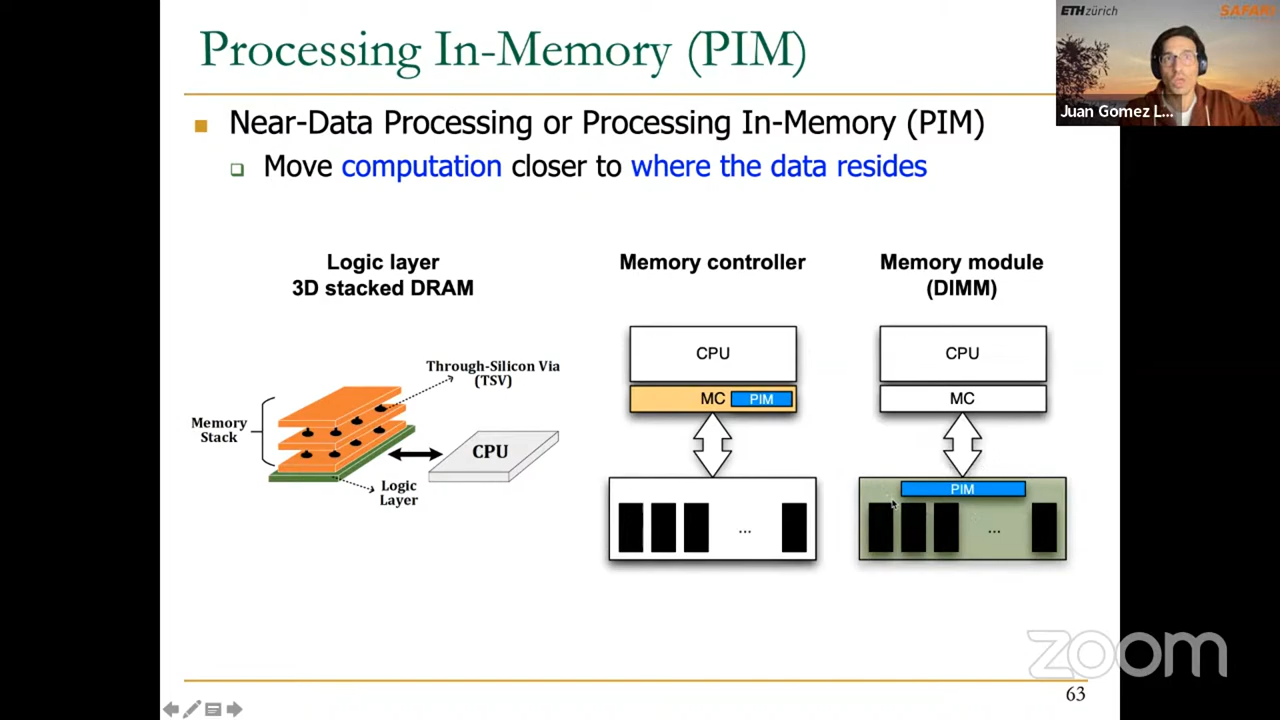 Processing In-Memory (PIM)
ETH zürich
SAFARI
Juan Gomez L...
Near-Data Processing or Processing In-Memory (PIM)
Move computation closer to where the data resides
Logic layer
3D stacked DRAM
Through-Silicon Via
(TSV)
Memory
Stack
CPU
Logic
Layer
Memory controller
CPU
MC
PIM
...
Memory module
(DIMM)
CPU
MC
PIM
...
zoom
63